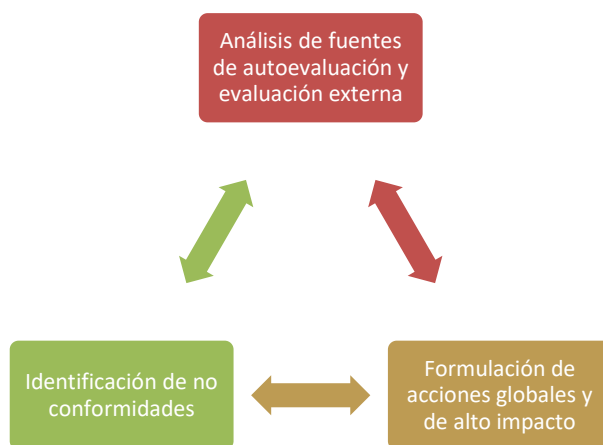 Análisis de fuentes
de autoevaluación y
evaluación externa
Identificación de no
conformidades
Formulación de
acciones globales y
de alto impacto